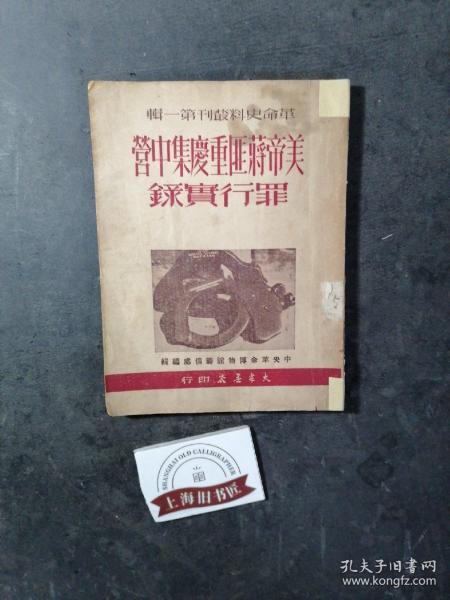 革命史料叢刊第一輯
美帝蔣匪重慶集中營
罪行實錄
中央革命博物館籌備處編輯
大眾書店印行
SHANGHAI OLD CALLIGRAPHER
上海旧书匠
孔夫子旧书网
www.kongfz.com